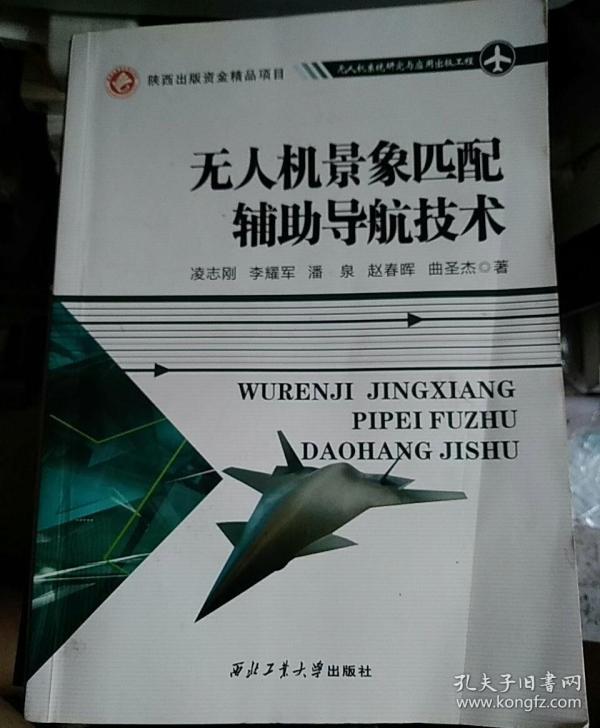 陕西出版资金精品项目
无人机系统研究与应用出版工程
无人机景象匹配
辅助导航技术
凌志刚 李耀军 潘 泉 赵春晖 曲圣杰◎著
WURENJI JINGXIANG
PIPEI FUZHU
DAOHANG JISHU
西北工业大学出版社
孔夫子旧书网
www.kongfz.com